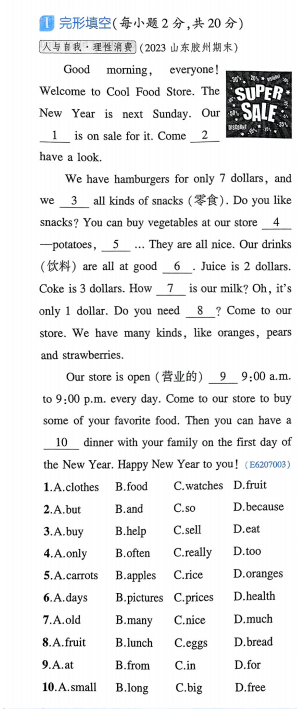 1 完形填空(每小题2分,共20分)
人与自我·理性消费 (2023山东胶州期末)
Good morning, everyone!
Welcome to Cool Food Store. The
New Year is next Sunday. Our
1 is on sale for it. Come 2
have a look.
SUPER
SALE
We have hamburgers for only 7 dollars, and
we 3 all kinds of snacks (零食). Do you like
snacks? You can buy vegetables at our store 4
—potatoes, 5 ... They are all nice. Our drinks
(饮料) are all at good 6 . Juice is 2 dollars.
Coke is 3 dollars. How 7 is our milk? Oh, it's
only 1 dollar. Do you need 8 ? Come to our
store. We have many kinds, like oranges, pears
and strawberries.
Our store is open (营业的) 9 9:00 a.m.
to 9:00 p.m. every day. Come to our store to buy
some of your favorite food. Then you can have a
10 dinner with your family on the first day of
the New Year. Happy New Year to you! (E6207003)
1.A.clothes B.food C.watches D.fruit
2.A.but B.and C.so D.because
3.A.buy B.help C.sell D.eat
4.A.only B.often C.really D.too
5.A.carrots B.apples C.rice D.oranges
6.A.days B.pictures C.prices D.health
7.A.old B.many C.nice D.much
8.A.fruit B.lunch C.eggs D.bread
9.A.at B.from C.in D.for
10.A.small B.long C.big D.free